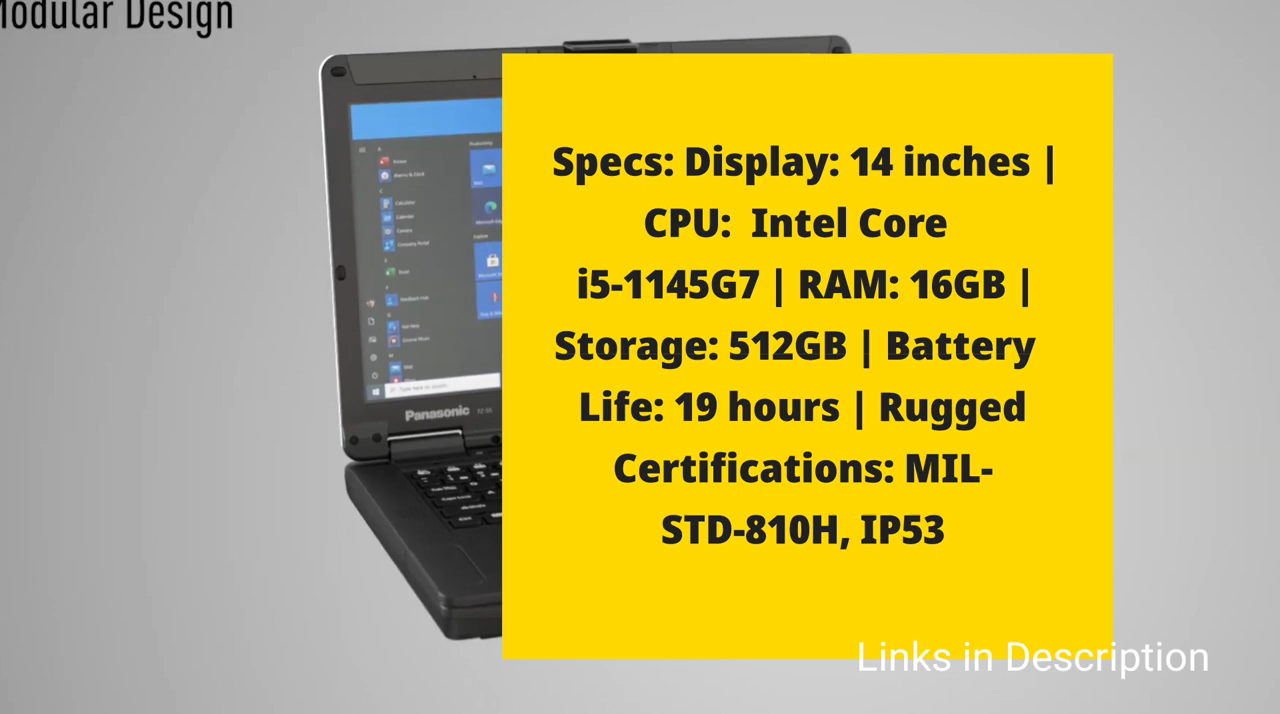 Modular Design
Specs: Display: 14 inches |
CPU: Intel Core
i5-1145G7 | RAM: 16GB |
Storage: 512GB | Battery
Life: 19 hours | Rugged
Certifications: MIL-
STD-810H, IP53
Panasonic
Links in Description